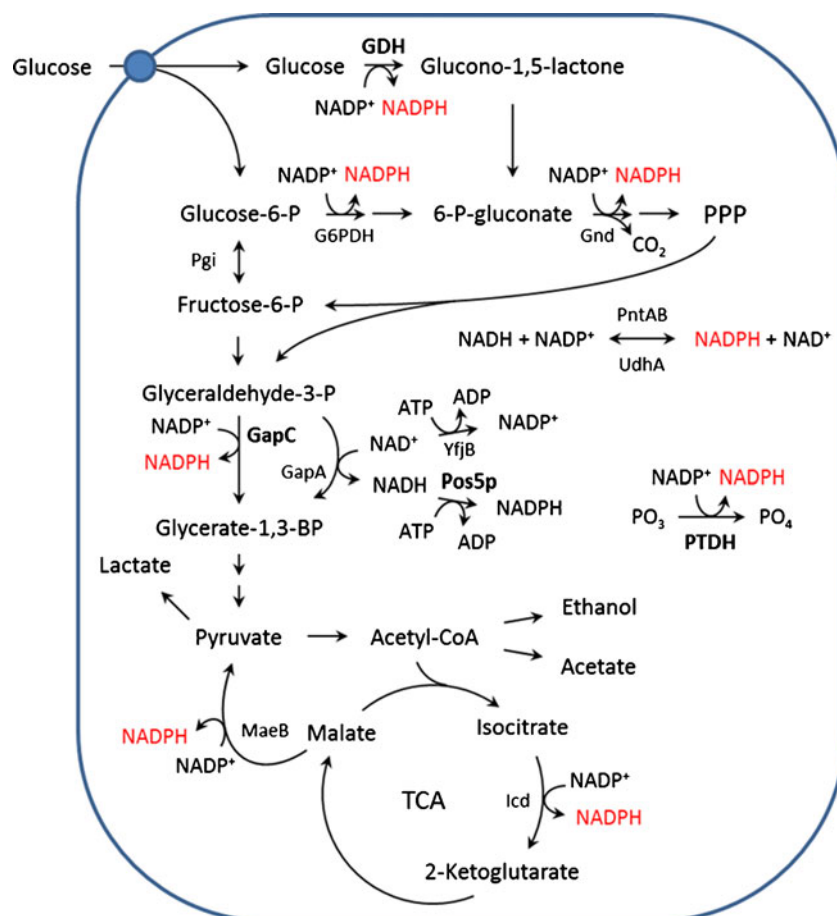 GDH
Glucose Glucose Glucono-1,5-lactone
NADP⁺ NADPH
NADP⁺ NADPH NADP⁺ NADPH
Glucose-6-P 6-P-gluconate PPP
G6PDH Gnd CO₂
Pgi
Fructose-6-P
PntAB
NADH + NADP⁺ NADPH + NAD⁺
UdhA
Glyceraldehyde-3-P
ATP ADP NADP⁺
NADP⁺ GapC NAD⁺ YfjB
NADPH GapA NADH Pos5p NADPH
NADP⁺ NADPH
Glycerate-1,3-BP ATP ADP
PO₃ PO₄
PTDH
Lactate
Pyruvate Acetyl-CoA Ethanol
Acetate
NADPH MaeB Malate Isocitrate
NADP⁺
TCA Icd NADP⁺
NADPH
2-Ketoglutarate